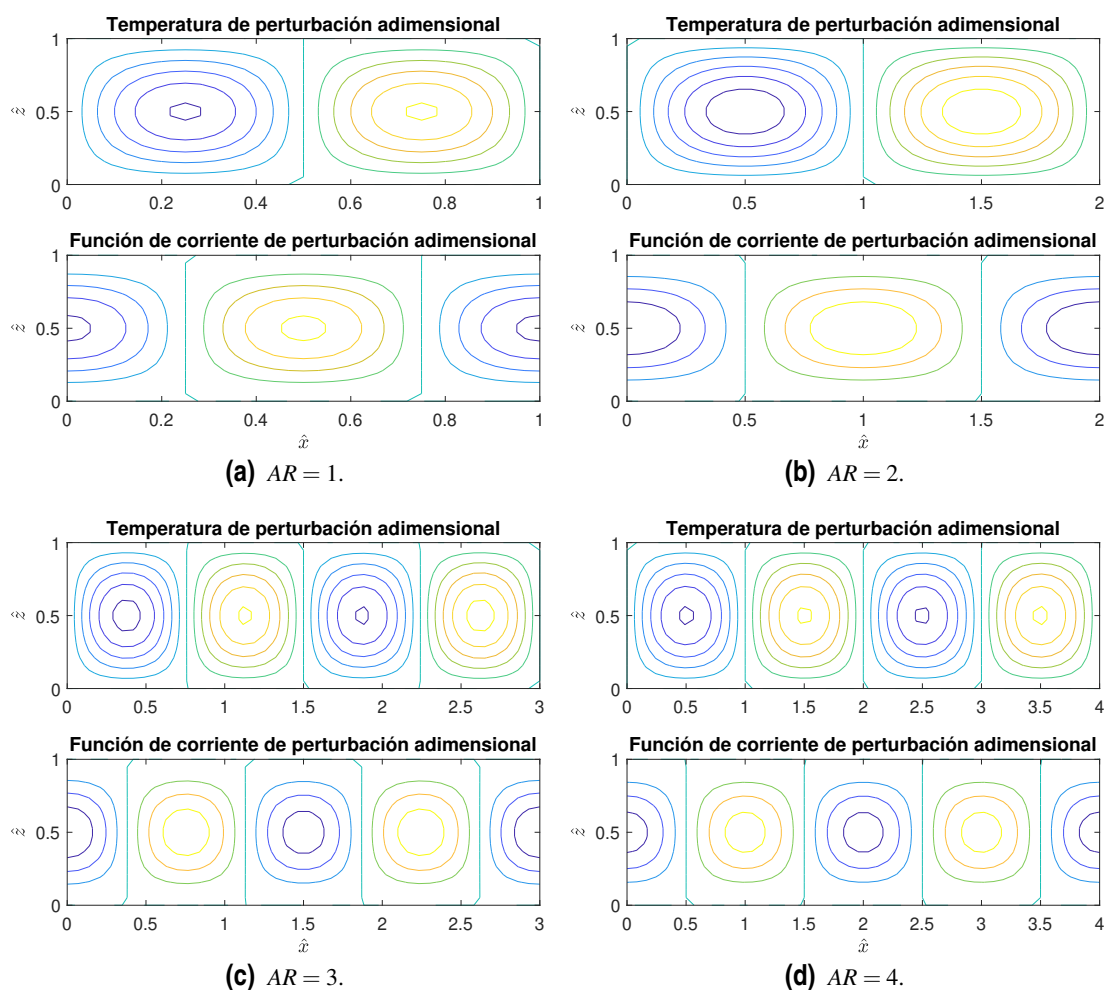 Temperatura de perturbación adimensional
1
ẑ 0.5
0
0 0.2 0.4 0.6 0.8 1
Función de corriente de perturbación adimensional
1
ẑ 0.5
0
0 0.2 0.4 0.6 0.8 1
x̂
(a) AR = 1.
Temperatura de perturbación adimensional
1
ẑ 0.5
0
0 0.5 1 1.5 2
Función de corriente de perturbación adimensional
1
ẑ 0.5
0
0 0.5 1 1.5 2
x̂
(b) AR = 2.
Temperatura de perturbación adimensional
1
ẑ 0.5
0
0 0.5 1 1.5 2 2.5 3
Función de corriente de perturbación adimensional
1
ẑ 0.5
0
0 0.5 1 1.5 2 2.5 3
x̂
(c) AR = 3.
Temperatura de perturbación adimensional
1
ẑ 0.5
0
0 0.5 1 1.5 2 2.5 3 3.5 4
Función de corriente de perturbación adimensional
1
ẑ 0.5
0
0 0.5 1 1.5 2 2.5 3 3.5 4
x̂
(d) AR = 4.